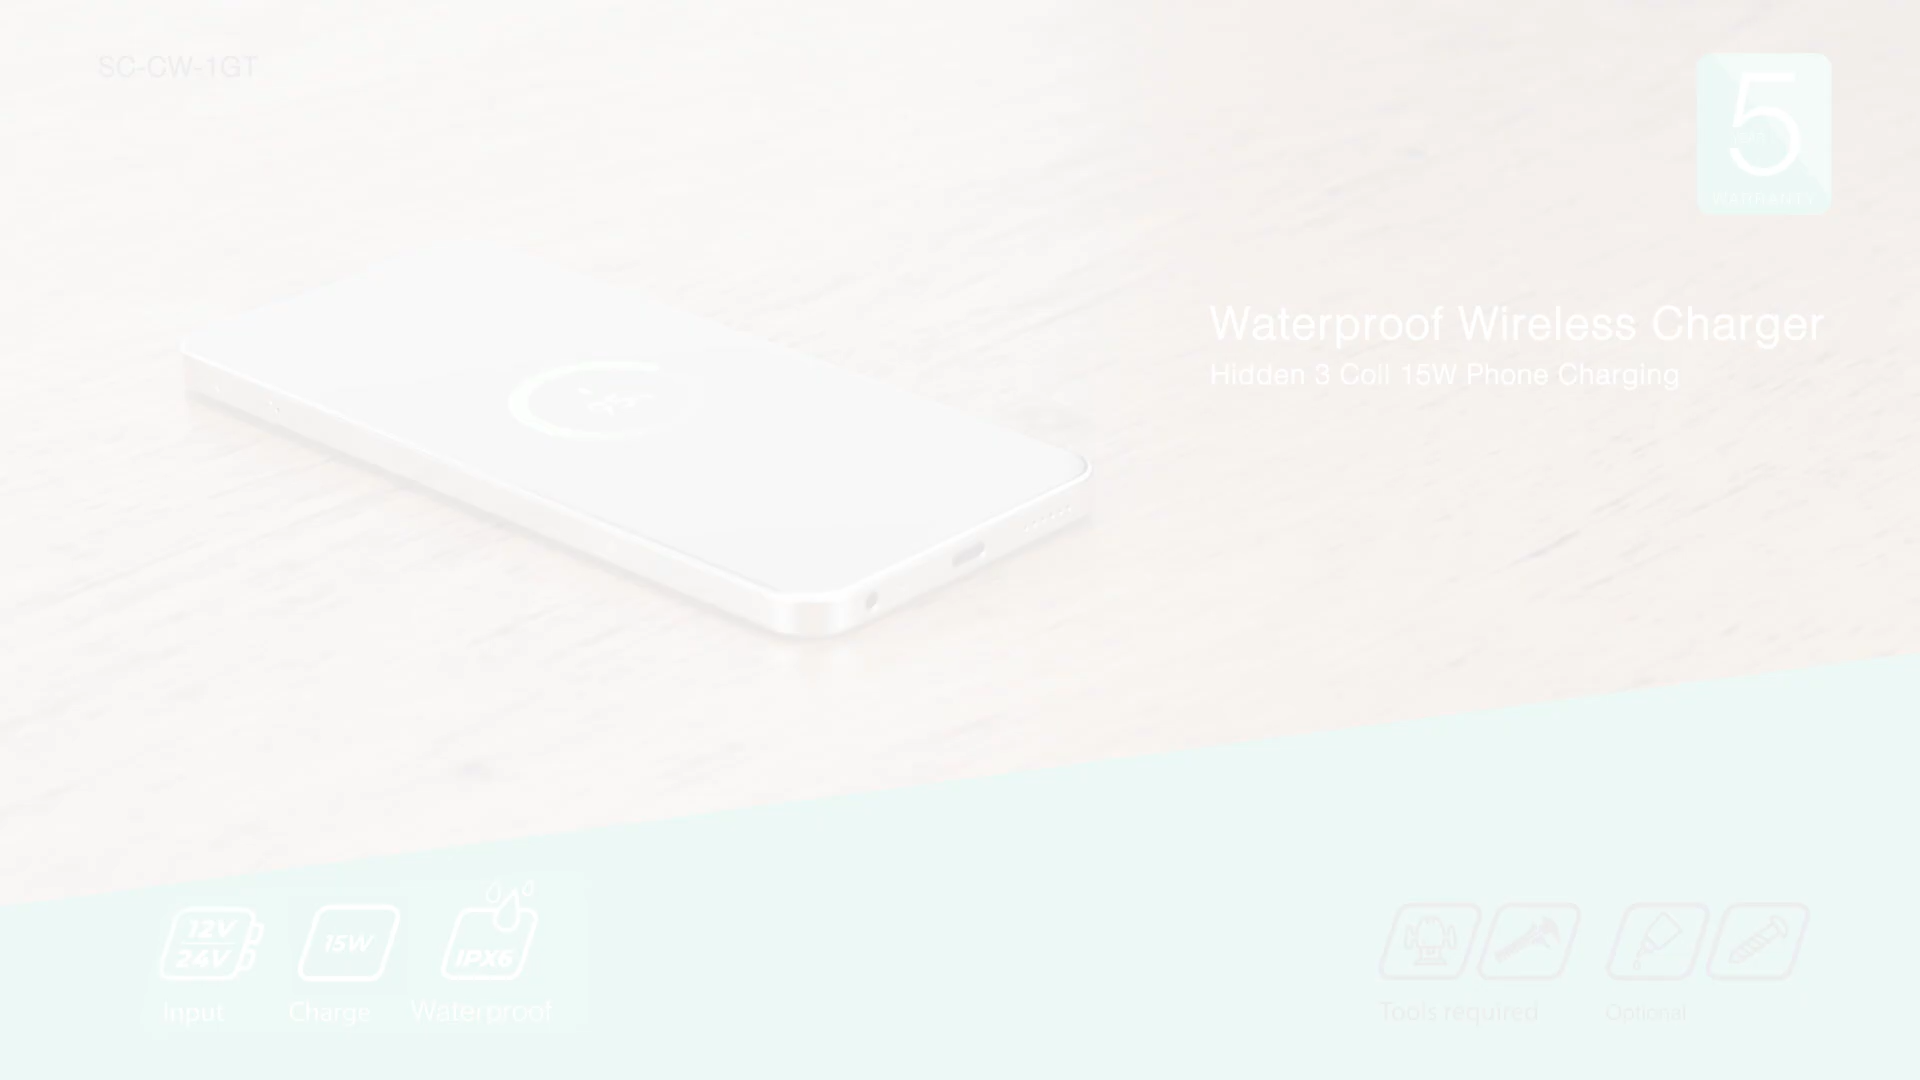 SC-CW-1GT
5
WARRANTY
Waterproof Wireless Charger
Hidden 3 Coil 15W Phone Charging
12V
24V
15W
IPX6
Input
Charge
Waterproof
Tools required
Optional